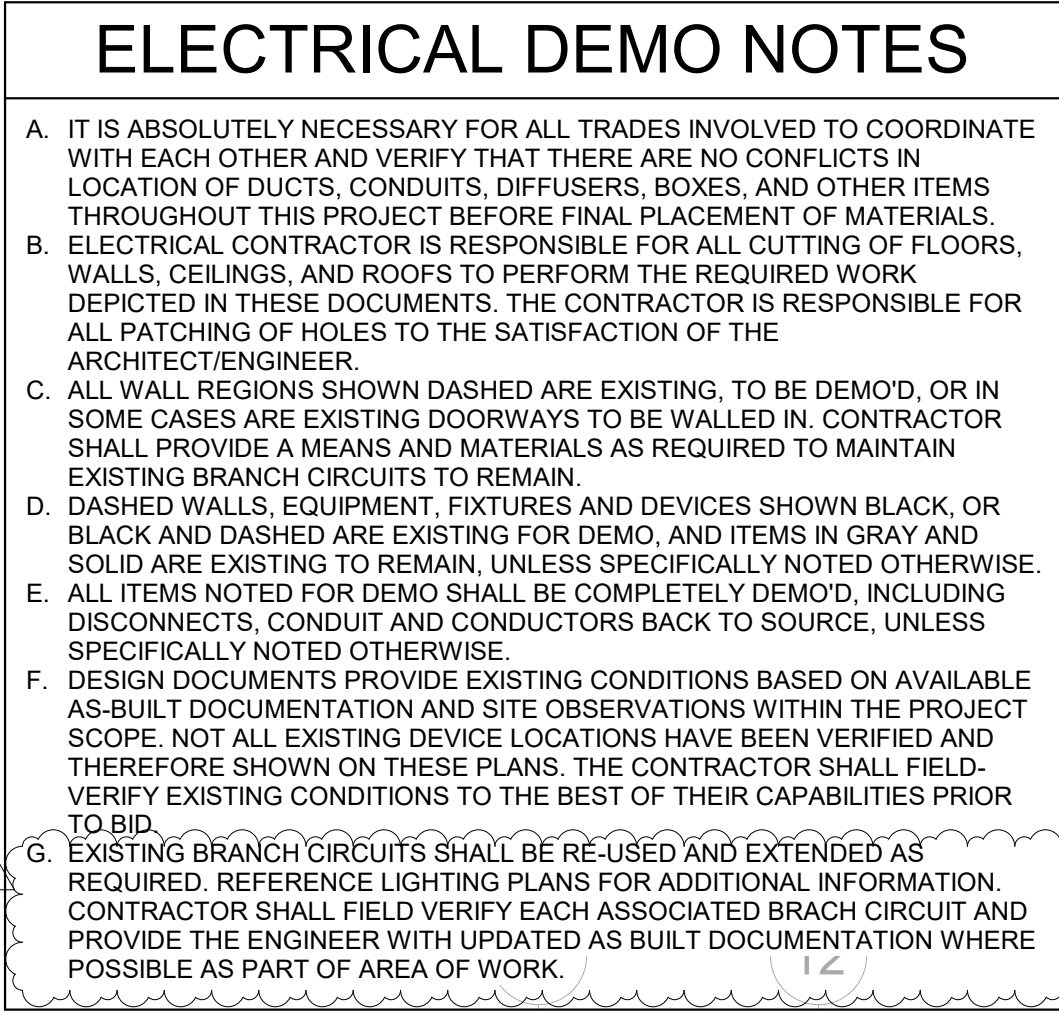 ELECTRICAL DEMO NOTES
A. IT IS ABSOLUTELY NECESSARY FOR ALL TRADES INVOLVED TO COORDINATE
WITH EACH OTHER AND VERIFY THAT THERE ARE NO CONFLICTS IN
LOCATION OF DUCTS, CONDUITS, DIFFUSERS, BOXES, AND OTHER ITEMS
THROUGHOUT THIS PROJECT BEFORE FINAL PLACEMENT OF MATERIALS.
B. ELECTRICAL CONTRACTOR IS RESPONSIBLE FOR ALL CUTTING OF FLOORS,
WALLS, CEILINGS, AND ROOFS TO PERFORM THE REQUIRED WORK
DEPICTED IN THESE DOCUMENTS. THE CONTRACTOR IS RESPONSIBLE FOR
ALL PATCHING OF HOLES TO THE SATISFACTION OF THE
ARCHITECT/ENGINEER.
C. ALL WALL REGIONS SHOWN DASHED ARE EXISTING, TO BE DEMO'D, OR IN
SOME CASES ARE EXISTING DOORWAYS TO BE WALLED IN. CONTRACTOR
SHALL PROVIDE A MEANS AND MATERIALS AS REQUIRED TO MAINTAIN
EXISTING BRANCH CIRCUITS TO REMAIN.
D. DASHED WALLS, EQUIPMENT, FIXTURES AND DEVICES SHOWN BLACK, OR
BLACK AND DASHED ARE EXISTING FOR DEMO, AND ITEMS IN GRAY AND
SOLID ARE EXISTING TO REMAIN, UNLESS SPECIFICALLY NOTED OTHERWISE.
E. ALL ITEMS NOTED FOR DEMO SHALL BE COMPLETELY DEMO'D, INCLUDING
DISCONNECTS, CONDUIT AND CONDUCTORS BACK TO SOURCE, UNLESS
SPECIFICALLY NOTED OTHERWISE.
F. DESIGN DOCUMENTS PROVIDE EXISTING CONDITIONS BASED ON AVAILABLE
AS-BUILT DOCUMENTATION AND SITE OBSERVATIONS WITHIN THE PROJECT
SCOPE. NOT ALL EXISTING DEVICE LOCATIONS HAVE BEEN VERIFIED AND
THEREFORE SHOWN ON THESE PLANS. THE CONTRACTOR SHALL FIELD-
VERIFY EXISTING CONDITIONS TO THE BEST OF THEIR CAPABILITIES PRIOR
TO BID.
G. EXISTING BRANCH CIRCUITS SHALL BE RE-USED AND EXTENDED AS
REQUIRED. REFERENCE LIGHTING PLANS FOR ADDITIONAL INFORMATION.
CONTRACTOR SHALL FIELD VERIFY EACH ASSOCIATED BRACH CIRCUIT AND
PROVIDE THE ENGINEER WITH UPDATED AS BUILT DOCUMENTATION WHERE
POSSIBLE AS PART OF AREA OF WORK.
12